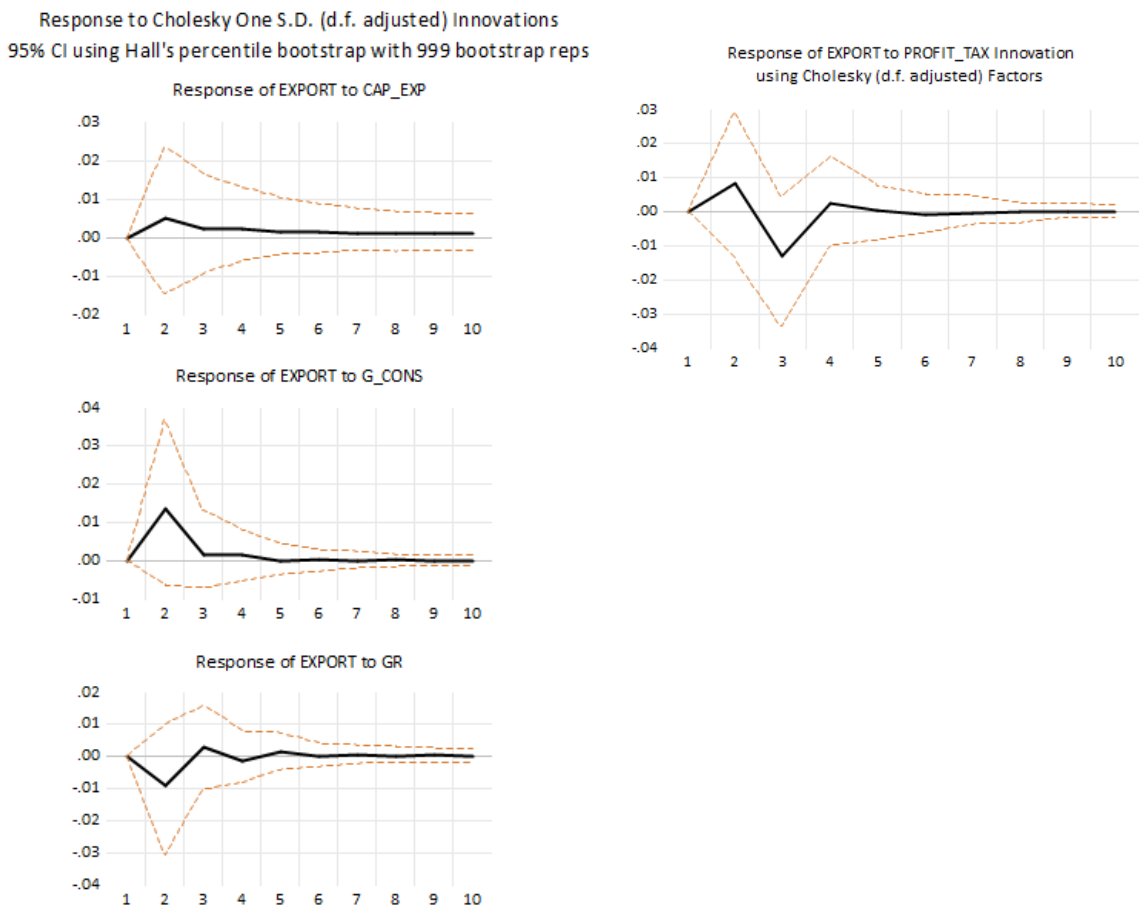 Response to Cholesky One S.D. (d.f. adjusted) Innovations
95% CI using Hall's percentile bootstrap with 999 bootstrap reps
Response of EXPORT to CAP_EXP
.03
.02
.01
.00
-.01
-.02
1 2 3 4 5 6 7 8 9 10
Response of EXPORT to G_CONS
.04
.03
.02
.01
.00
-.01
1 2 3 4 5 6 7 8 9 10
Response of EXPORT to GR
.02
.01
.00
-.01
-.02
-.03
-.04
1 2 3 4 5 6 7 8 9 10
Response of EXPORT to PROFIT_TAX Innovation
using Cholesky (d.f. adjusted) Factors
.03
.02
.01
.00
-.01
-.02
-.03
-.04
1 2 3 4 5 6 7 8 9 10